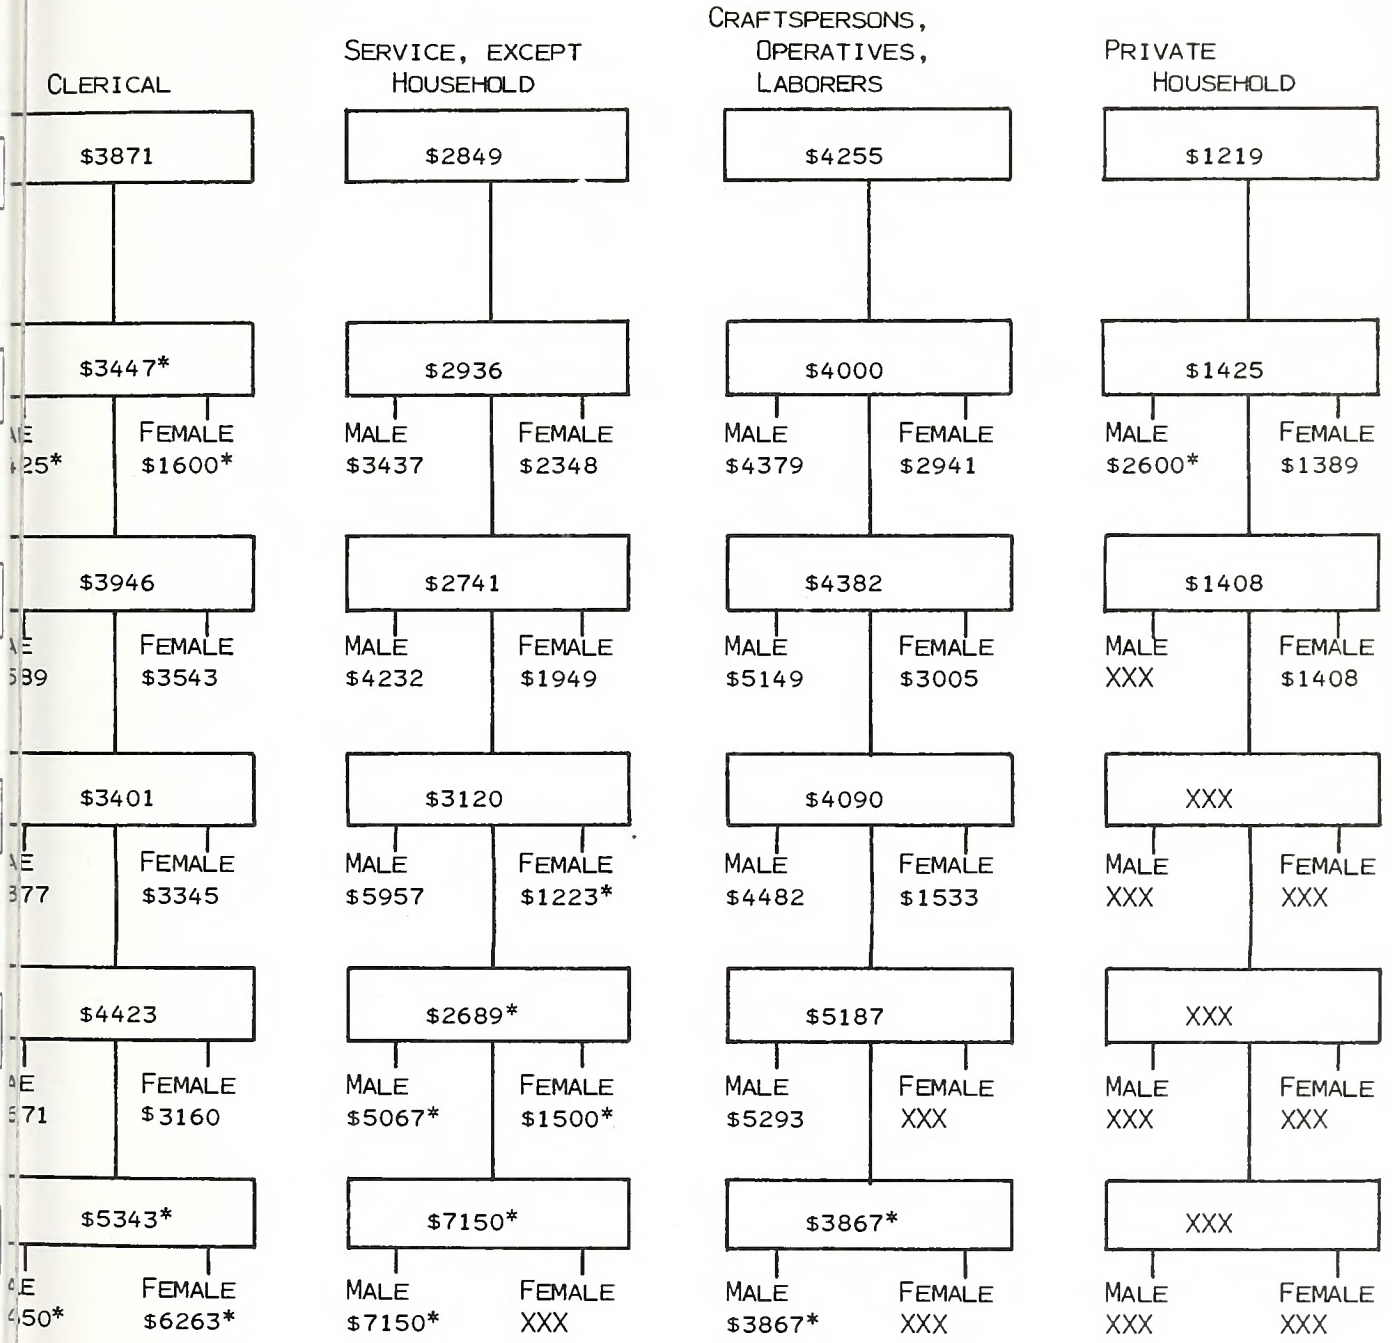 CLERICAL
SERVICE, EXCEPT
HOUSEHOLD
CRAFTSPERSONS,
OPERATIVES,
LABORERS
PRIVATE
HOUSEHOLD
$3871 $2849 $4255 $1219
$3447* $2936 $4000 $1425
FEMALE MALE FEMALE MALE FEMALE MALE FEMALE
25* $1600* $3437 $2348 $4379 $2941 $2600* $1389
$3946 $2741 $4382 $1408
FEMALE MALE FEMALE MALE FEMALE MALE FEMALE
589 $3543 $4232 $1949 $5149 $3005 XXX $1408
$3401 $3120 $4090 XXX
FEMALE MALE FEMALE MALE FEMALE MALE FEMALE
377 $3345 $5957 $1223* $4482 $1533 XXX XXX
$4423 $2689* $5187 XXX
FEMALE MALE FEMALE MALE FEMALE MALE FEMALE
671 $3160 $5067* $1500* $5293 XXX XXX XXX
$5343* $7150* $3867* XXX
FEMALE MALE FEMALE MALE FEMALE MALE FEMALE
450* $6263* $7150* XXX $3867* XXX XXX XXX